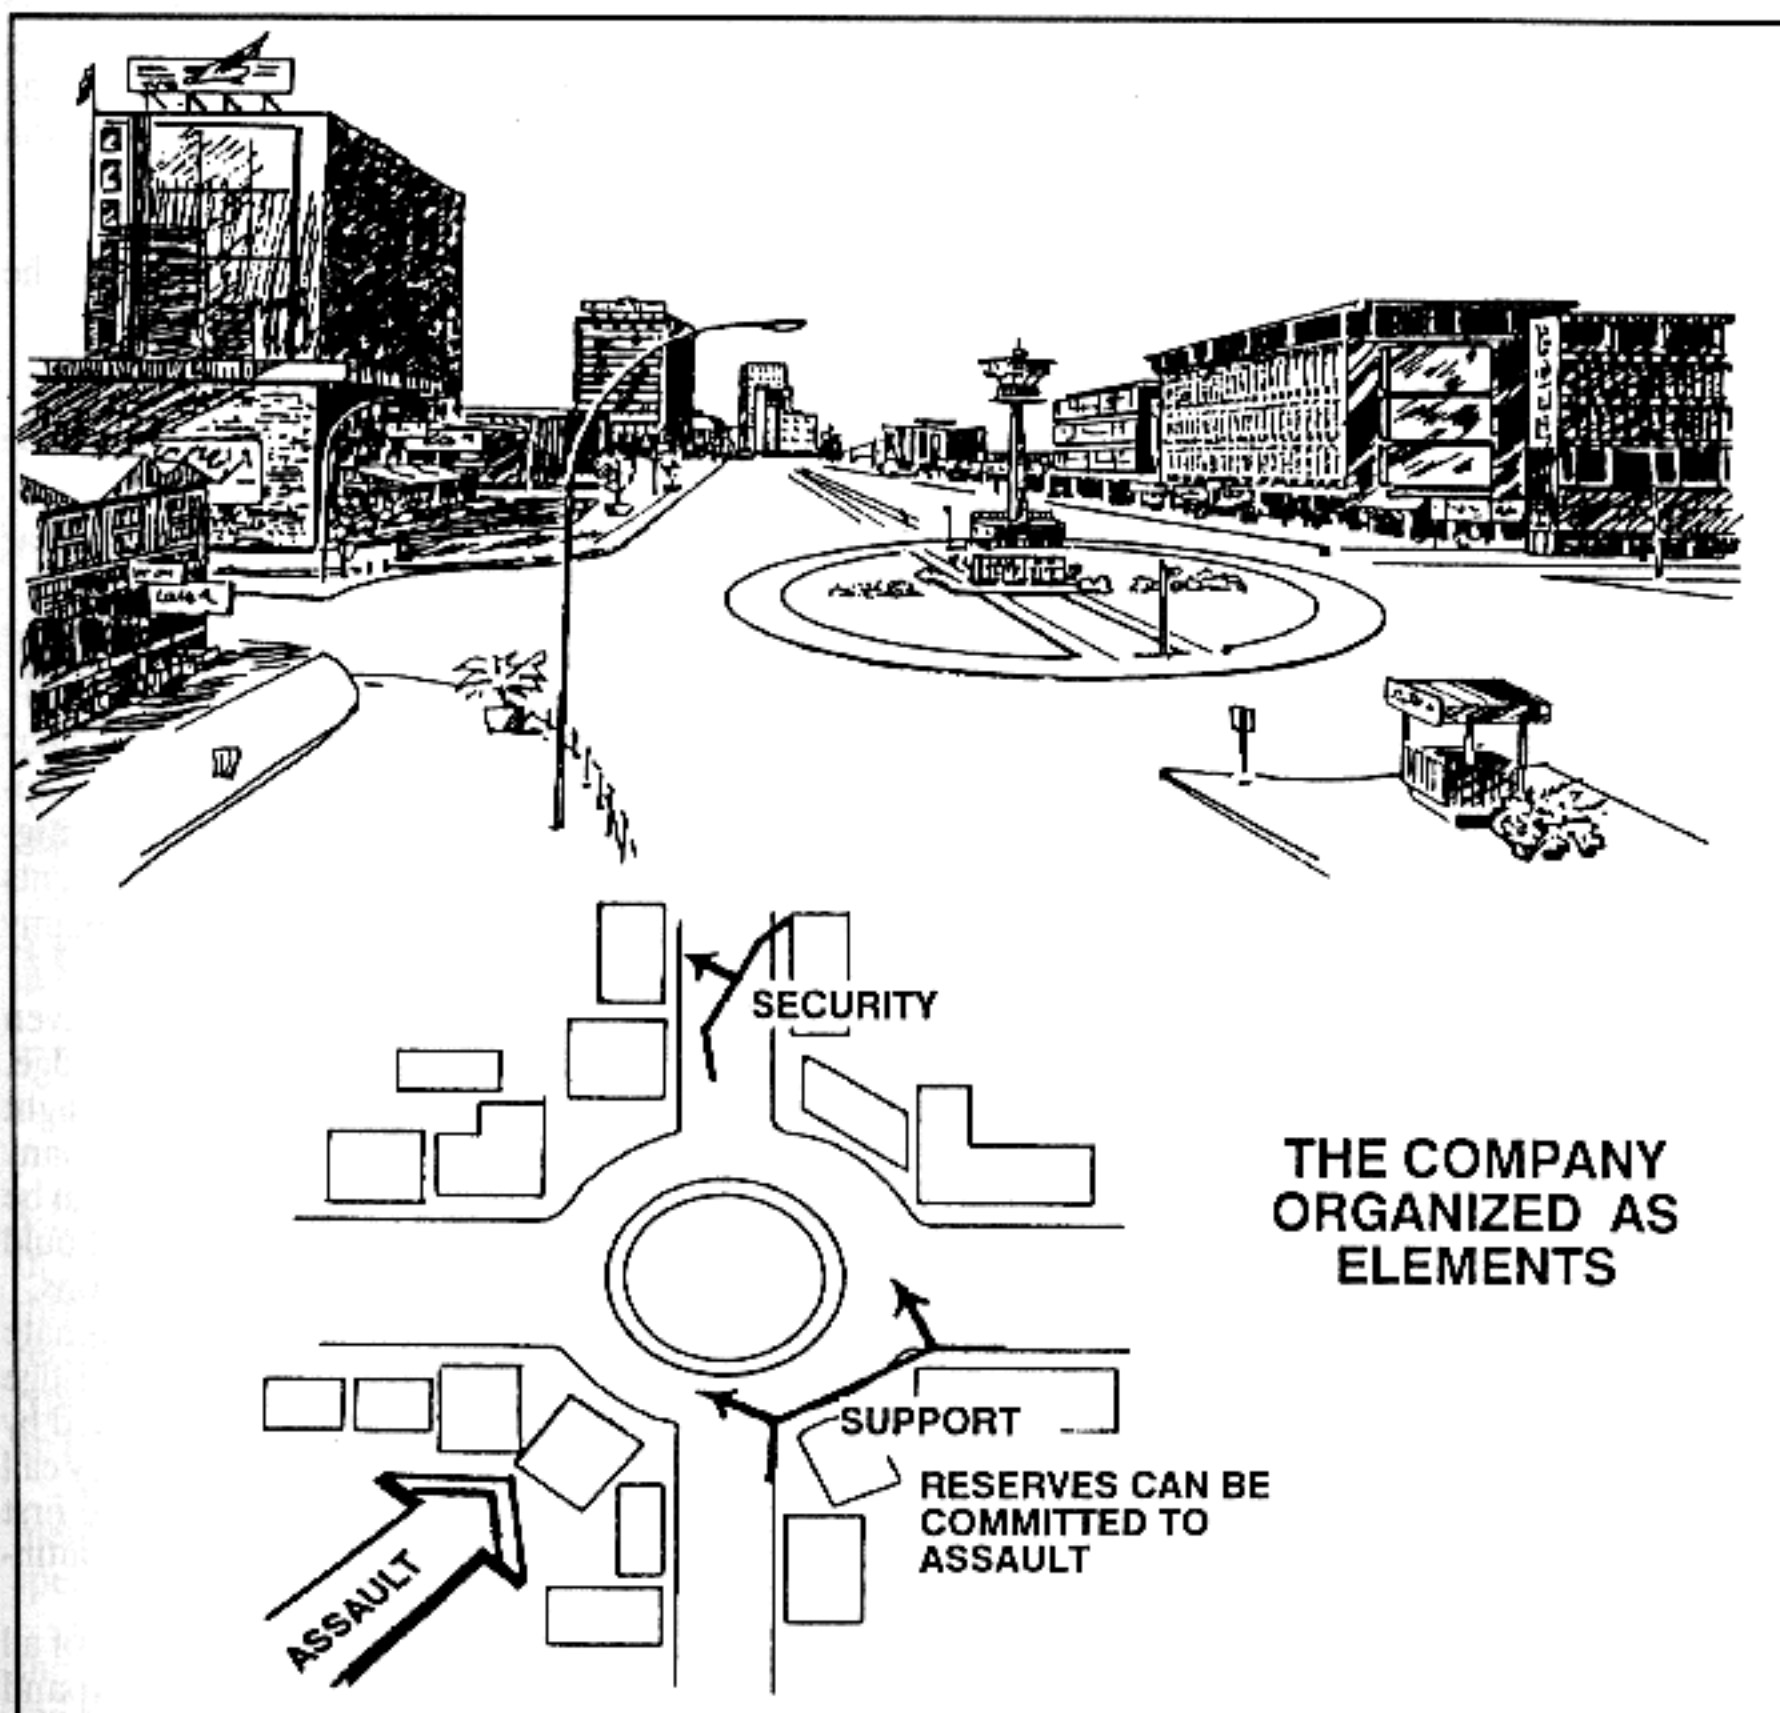 SECURITY
THE COMPANY
ORGANIZED AS
ELEMENTS
SUPPORT
RESERVES CAN BE
COMMITTED TO
ASSAULT
ASSAULT